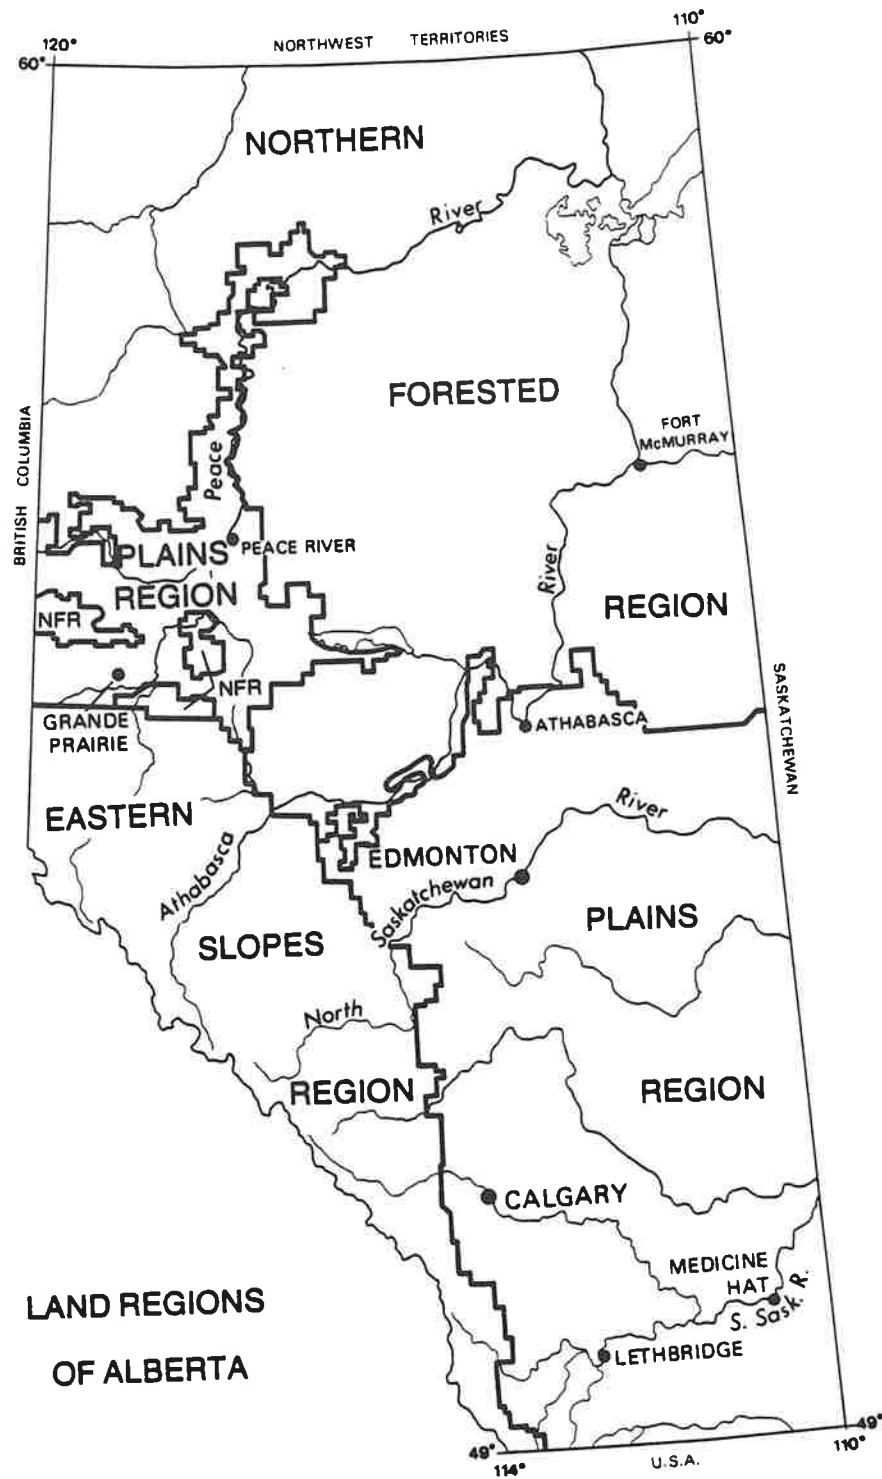 120°
110°
60°
NORTHWEST TERRITORIES
60°
NORTHERN
River
FORESTED
BRITISH COLUMBIA
FORT
McMURRAY
Peace
PLAINS
PEACE RIVER
REGION
River
REGION
NFR
NFR
SASKATCHEWAN
GRANDE
PRAIRIE
ATHABASCA
EASTERN
River
Athabasca
EDMONTON
Saskatchewan
PLAINS
SLOPES
North
REGION
REGION
CALGARY
MEDICINE
HAT
S. Sask. R.
LETHBRIDGE
LAND REGIONS
OF ALBERTA
49°
114°
U.S.A.
49°
110°